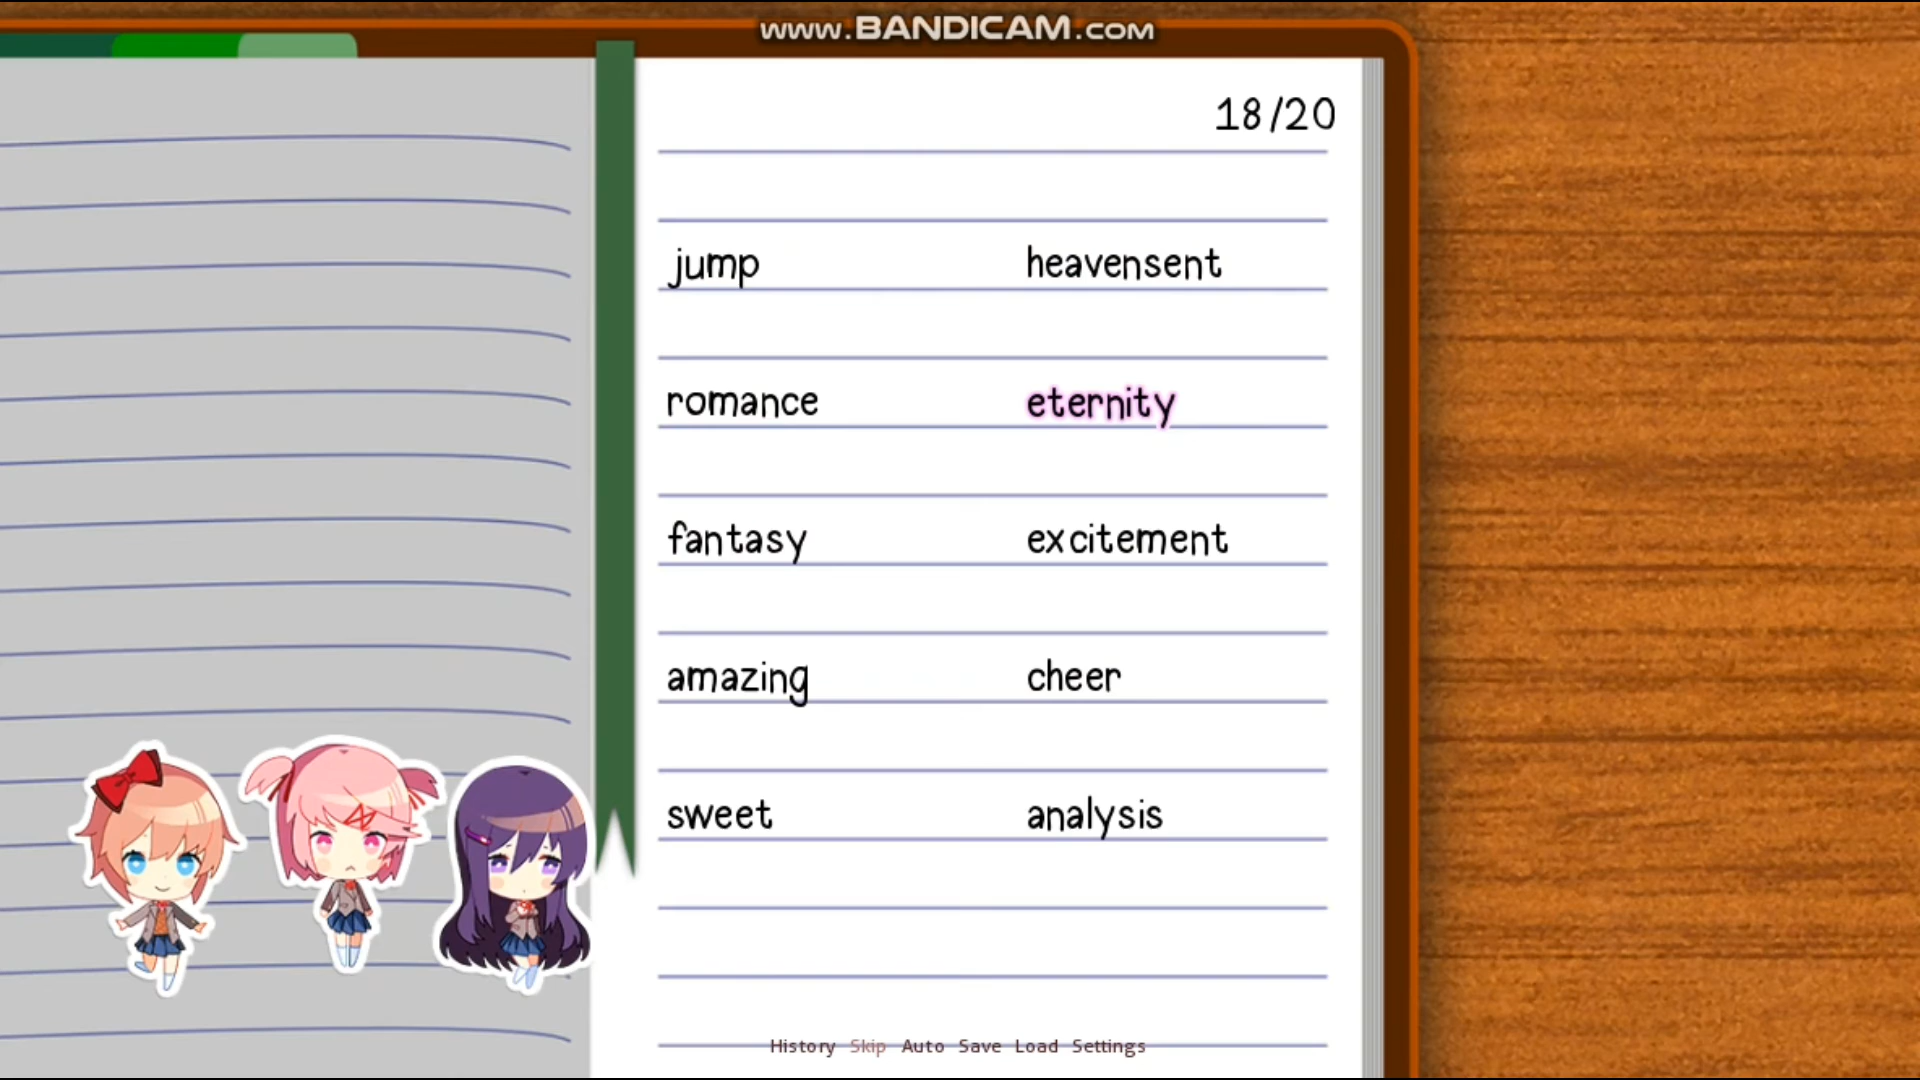 www.BANDICAM.com
18/20
jump heavensent
romance eternity
fantasy excitement
amazing cheer
sweet analysis
History Skip Auto Save Load Settings